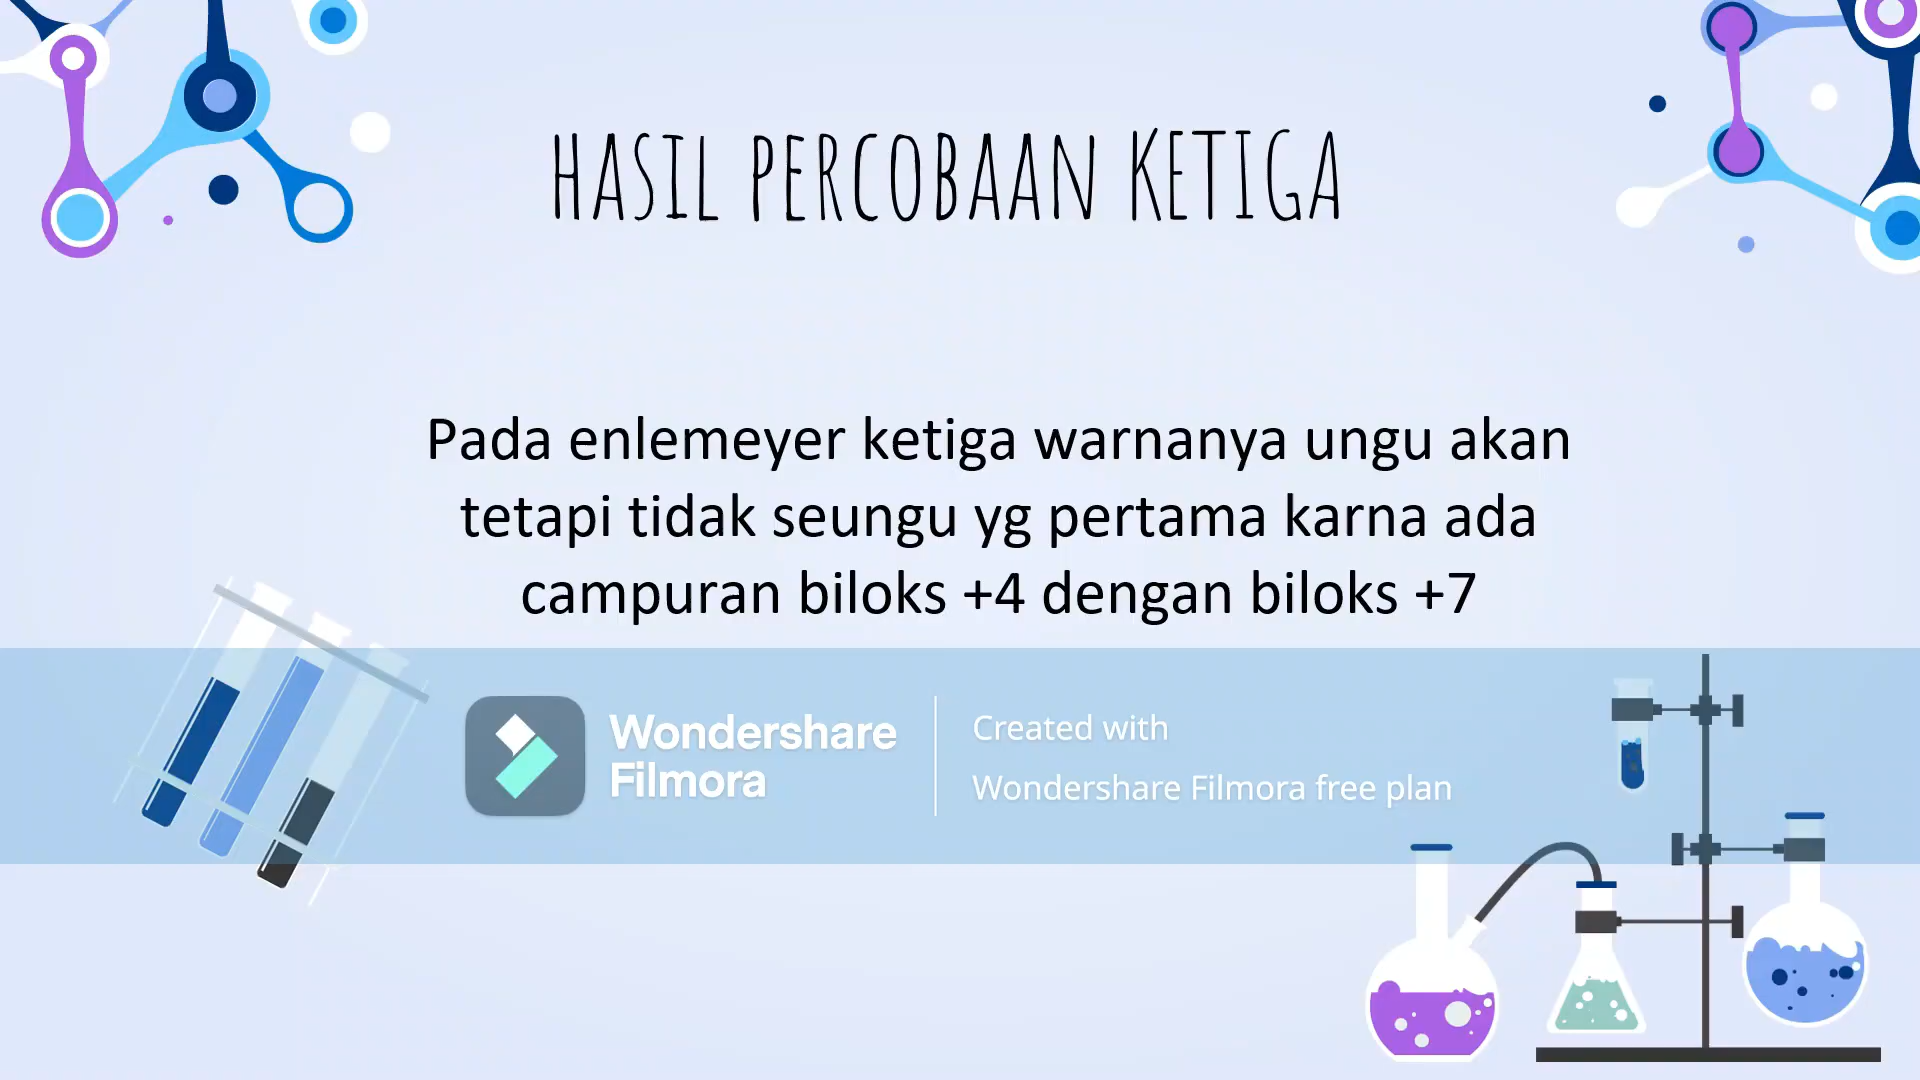 HASIL PERCOBAAN KETIGA
Pada enlemeyer ketiga warnanya ungu akan
tetapi tidak seungu yg pertama karna ada
campuran biloks +4 dengan biloks +7
Wondershare
Filmora
Created with
Wondershare Filmora free plan